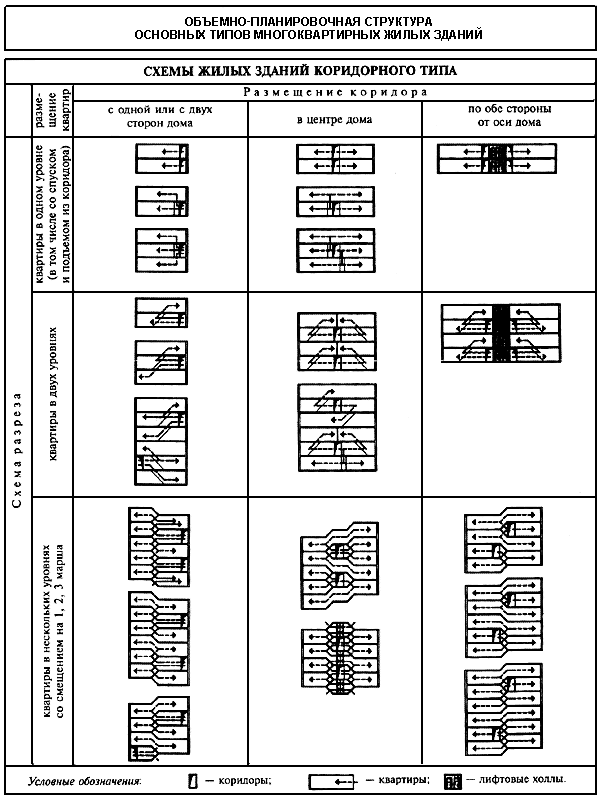 ОБЪЕМНО-ПЛАНИРОВОЧНАЯ СТРУКТУРА
ОСНОВНЫХ ТИПОВ МНОГОКВАРТИРНЫХ ЖИЛЫХ ЗДАНИЙ
СХЕМЫ ЖИЛЫХ ЗДАНИЙ КОРИДОРНОГО ТИПА
разме-
щение
квартир
Размещение коридора
с одной или с двух
сторон дома
в центре дома
по обе стороны
от оси дома
Схема разреза
квартиры в одном уровне
(в том числе со спуском
и подъемом из коридора)
квартиры в двух уровнях
квартиры в нескольких уровнях
со смещением на 1, 2, 3 марша
Условные обозначения:
— коридоры;
— квартиры;
— лифтовые холлы.